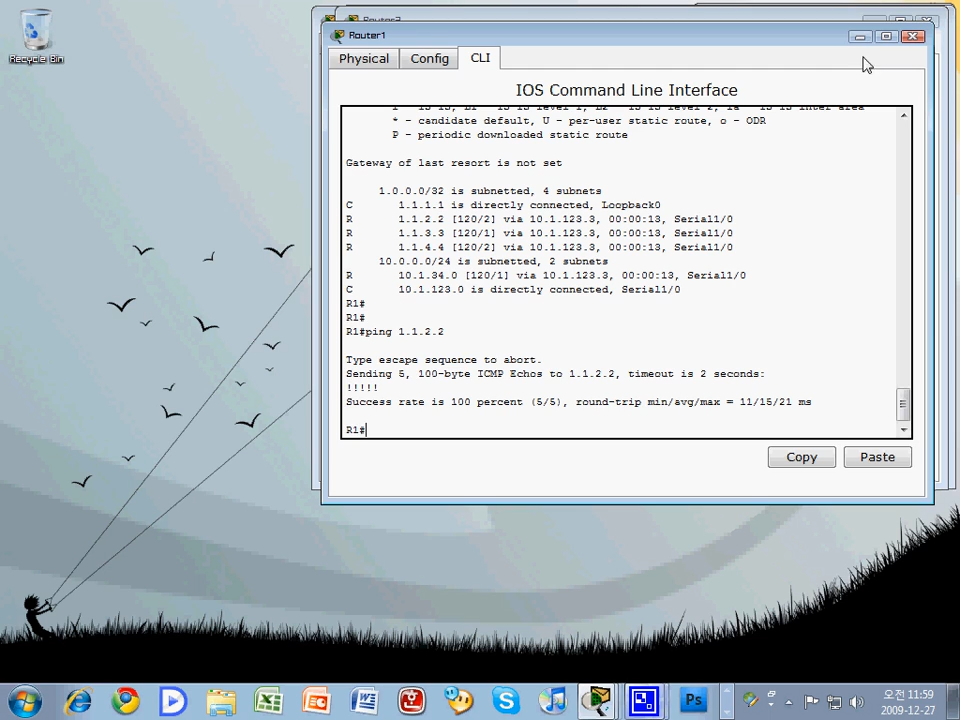 Recycle Bin
Router1
Physical
Config
CLI
IOS Command Line Interface
* - candidate default, U - per-user static route, o - ODR
P - periodic downloaded static route
Gateway of last resort is not set
1.0.0.0/32 is subnetted, 4 subnets
C 1.1.1.1 is directly connected, Loopback0
R 1.1.2.2 [120/2] via 10.1.123.3, 00:00:13, Serial1/0
R 1.1.3.3 [120/1] via 10.1.123.3, 00:00:13, Serial1/0
R 1.1.4.4 [120/2] via 10.1.123.3, 00:00:13, Serial1/0
10.0.0.0/24 is subnetted, 2 subnets
R 10.1.34.0 [120/1] via 10.1.123.3, 00:00:13, Serial1/0
C 10.1.123.0 is directly connected, Serial1/0
R1#
R1#
R1#ping 1.1.2.2
Type escape sequence to abort.
Sending 5, 100-byte ICMP Echos to 1.1.2.2, timeout is 2 seconds:
!!!!!
Success rate is 100 percent (5/5), round-trip min/avg/max = 11/15/21 ms
R1#
Copy
Paste
Ps
오전 11:59
2009-12-27